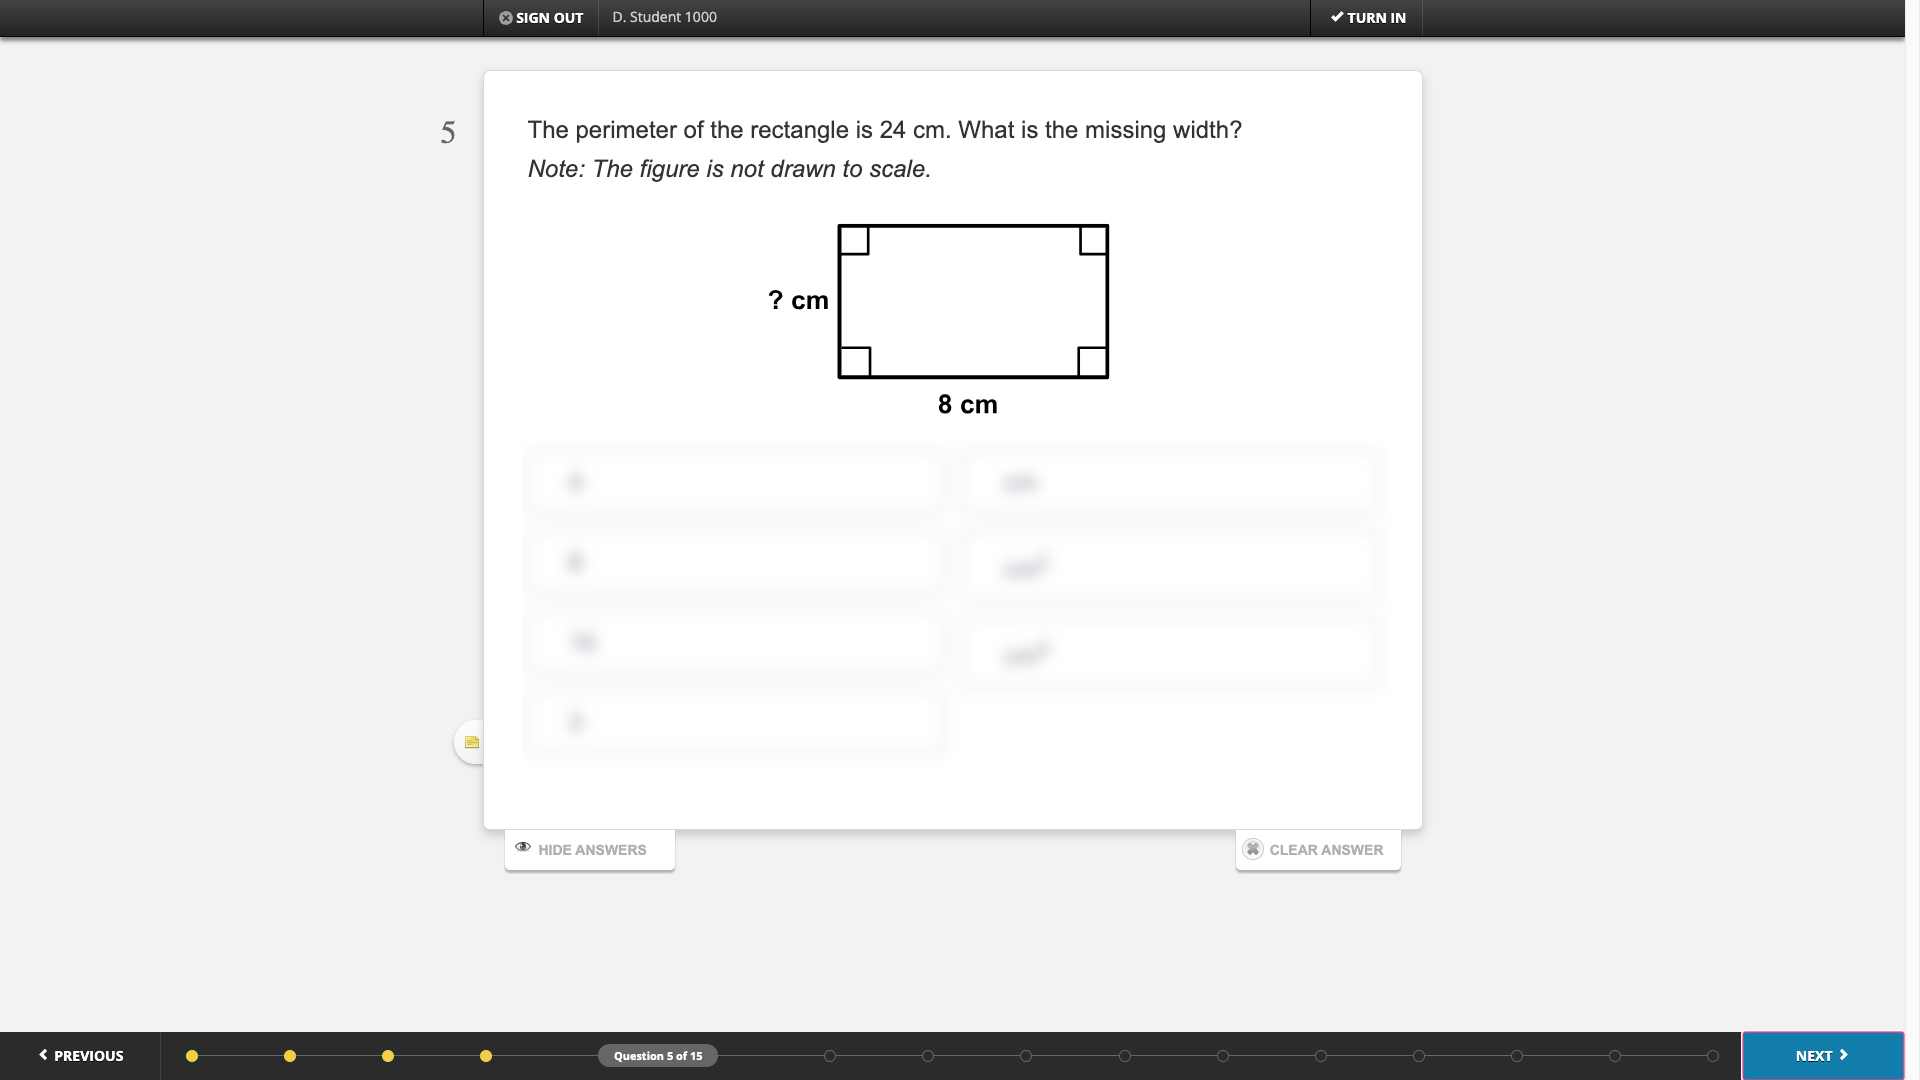 SIGN OUT
D. Student 1000
TURN IN
5
The perimeter of the rectangle is 24 cm. What is the missing width?
Note: The figure is not drawn to scale.
? cm
8 cm
HIDE ANSWERS
CLEAR ANSWER
PREVIOUS
Question 5 of 15
NEXT